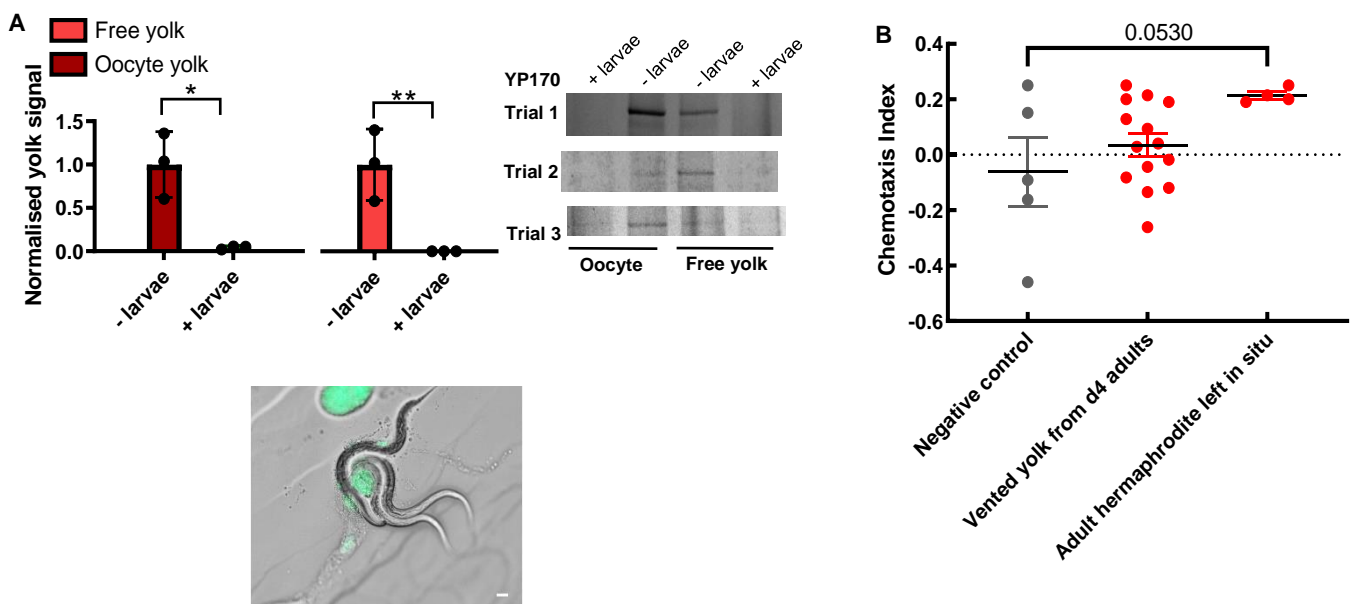 A
Free yolk
Oocyte yolk
Normalised yolk signal
1.5
1.0
0.5
0.0
*
**
- larvae
+ larvae
- larvae
+ larvae
YP170
+ larvae
- larvae
- larvae
+ larvae
Trial 1
Trial 2
Trial 3
Oocyte
Free yolk
B
0.0530
Chemotaxis Index
0.4
0.2
0.0
-0.2
-0.4
-0.6
Negative control
Vented yolk from d4 adults
Adult hermaphrodite left in situ